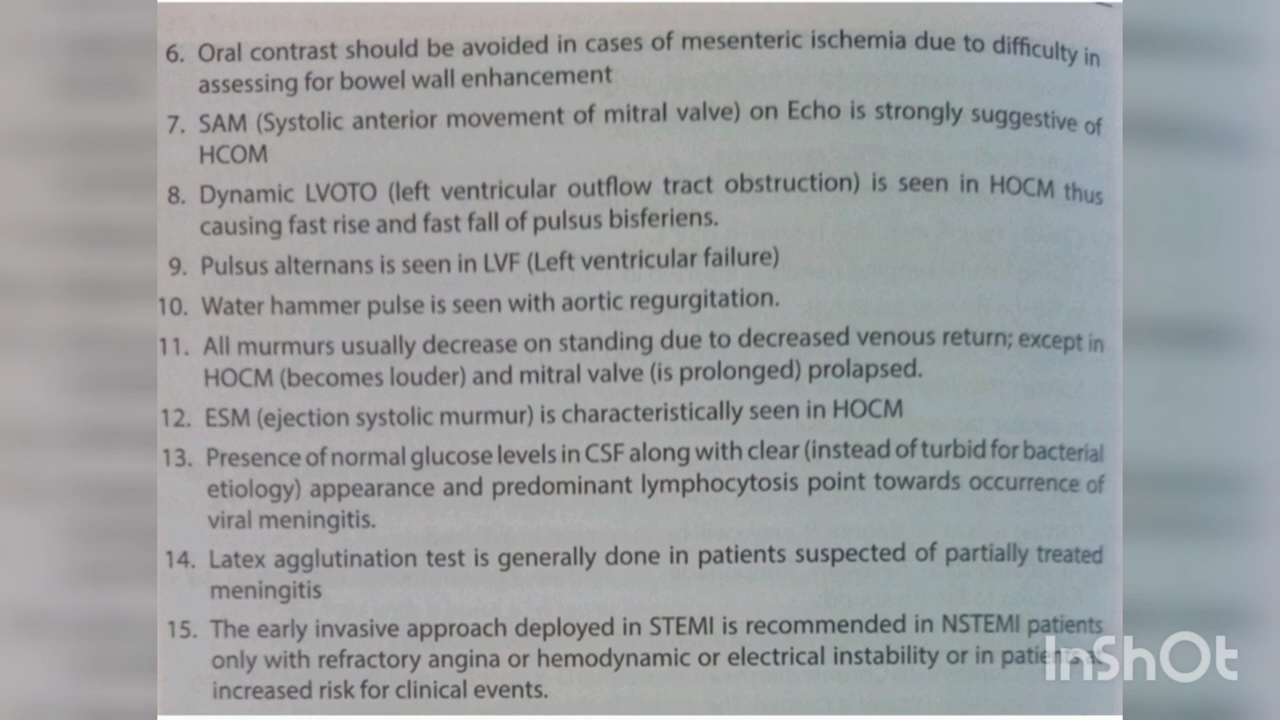 6. Oral contrast should be avoided in cases of mesenteric ischemia due to difficulty in
assessing for bowel wall enhancement
7. SAM (Systolic anterior movement of mitral valve) on Echo is strongly suggestive of
HCOM
8. Dynamic LVOTO (left ventricular outflow tract obstruction) is seen in HOCM thus
causing fast rise and fast fall of pulsus bisferiens.
9. Pulsus alternans is seen in LVF (Left ventricular failure)
10. Water hammer pulse is seen with aortic regurgitation.
11. All murmurs usually decrease on standing due to decreased venous return; except in
HOCM (becomes louder) and mitral valve (is prolonged) prolapsed.
12. ESM (ejection systolic murmur) is characteristically seen in HOCM
13. Presence of normal glucose levels in CSF along with clear (instead of turbid for bacterial
etiology) appearance and predominant lymphocytosis point towards occurrence of
viral meningitis.
14. Latex agglutination test is generally done in patients suspected of partially treated
meningitis
15. The early invasive approach deployed in STEMI is recommended in NSTEMI patients
only with refractory angina or hemodynamic or electrical instability or in
increased risk for clinical events.
InShOt